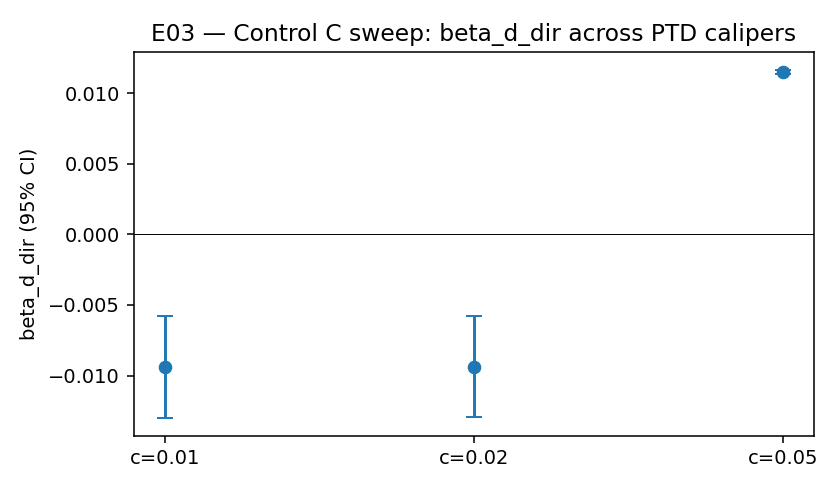 E03 — Control C sweep: beta_d_dir across PTD calipers
beta_d_dir (95% CI)
0.010
0.005
0.000
−0.005
−0.010
c=0.01
c=0.02
c=0.05